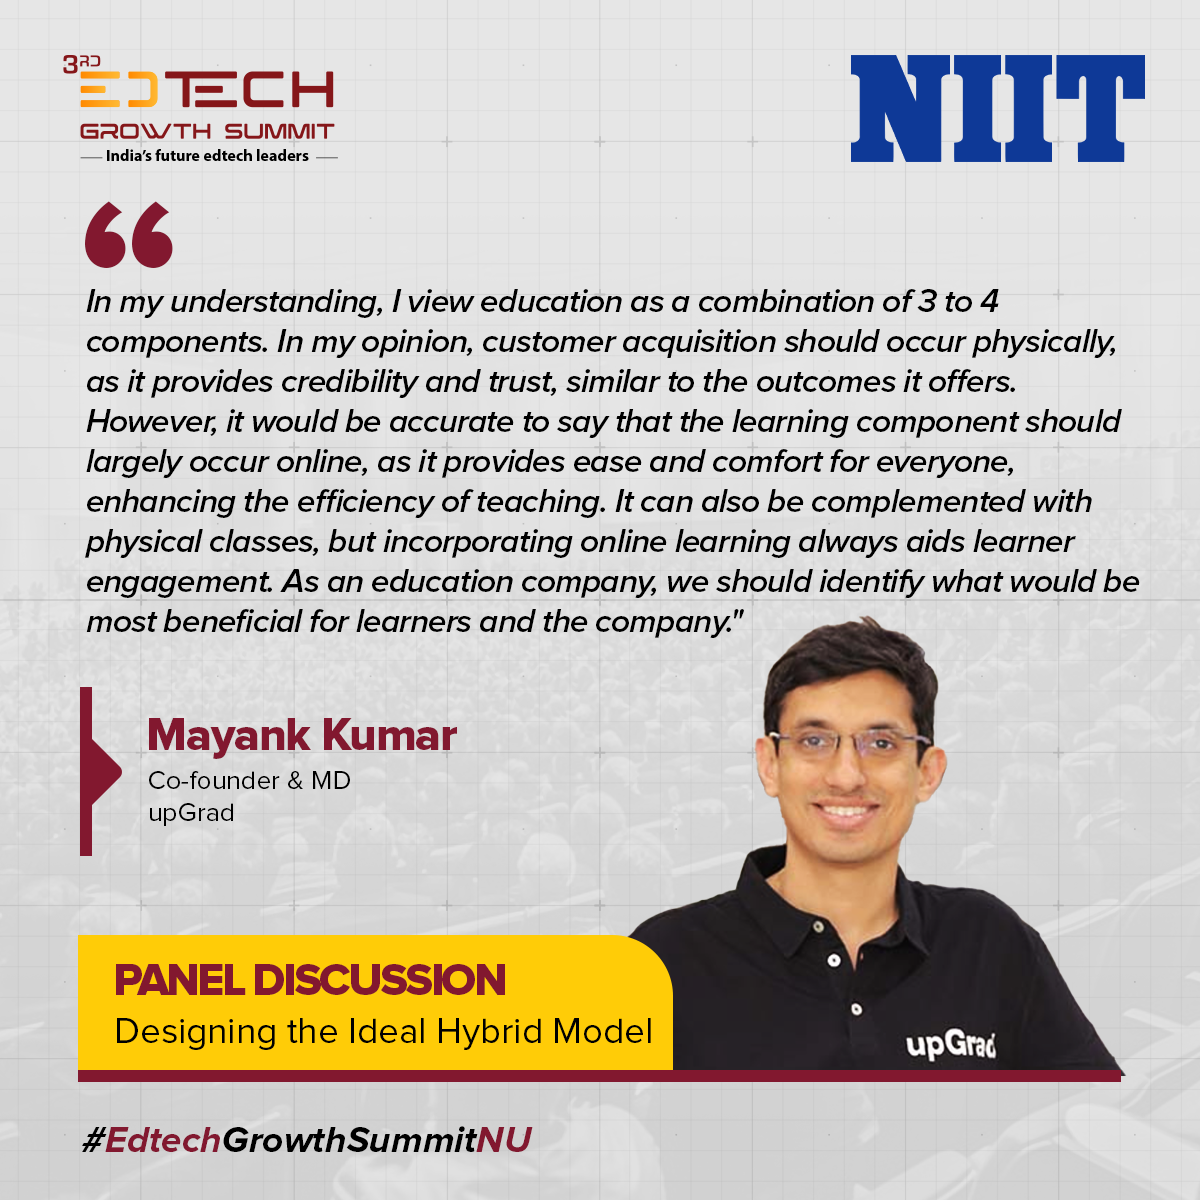 3RD
EDTECH
GROWTH SUMMIT
India's future edtech leaders
NIIT
“
In my understanding, I view education as a combination of 3 to 4
components. In my opinion, customer acquisition should occur physically,
as it provides credibility and trust, similar to the outcomes it offers.
However, it would be accurate to say that the learning component should
largely occur online, as it provides ease and comfort for everyone,
enhancing the efficiency of teaching. It can also be complemented with
physical classes, but incorporating online learning always aids learner
engagement. As an education company, we should identify what would be
most beneficial for learners and the company."
Mayank Kumar
Co-founder & MD
upGrad
PANEL DISCUSSION
Designing the Ideal Hybrid Model
upGrad
#EdtechGrowthSummitNU